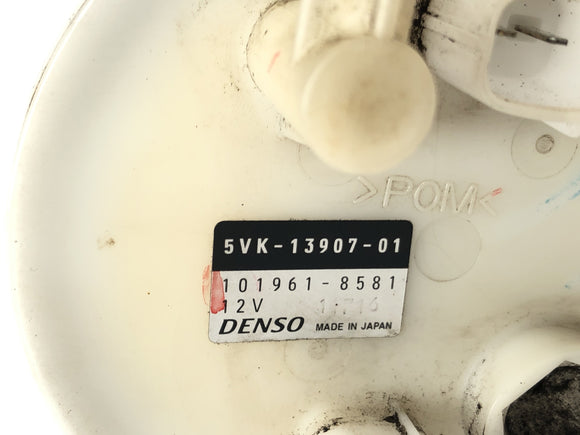 >POM<
5VK-13907-01
101961-8581
12V
DENSO MADE IN JAPAN